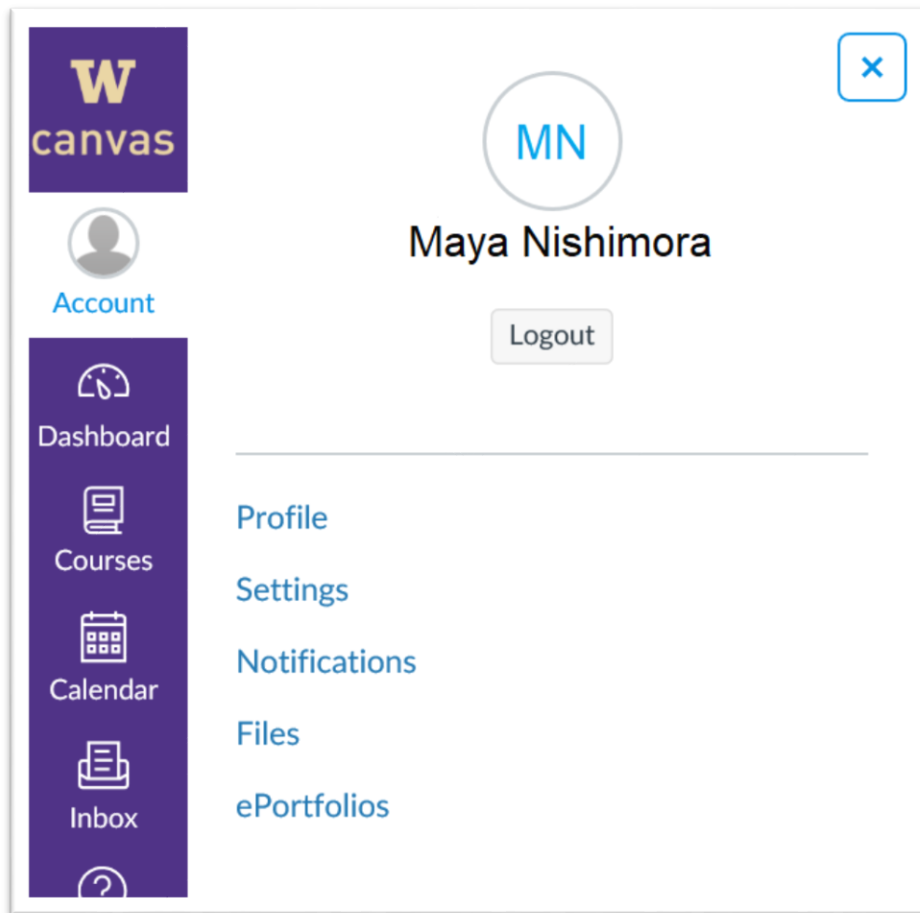 W
canvas
Account
Dashboard
Courses
Calendar
Inbox
?
×
MN
Maya Nishimora
Logout
Profile
Settings
Notifications
Files
ePortfolios